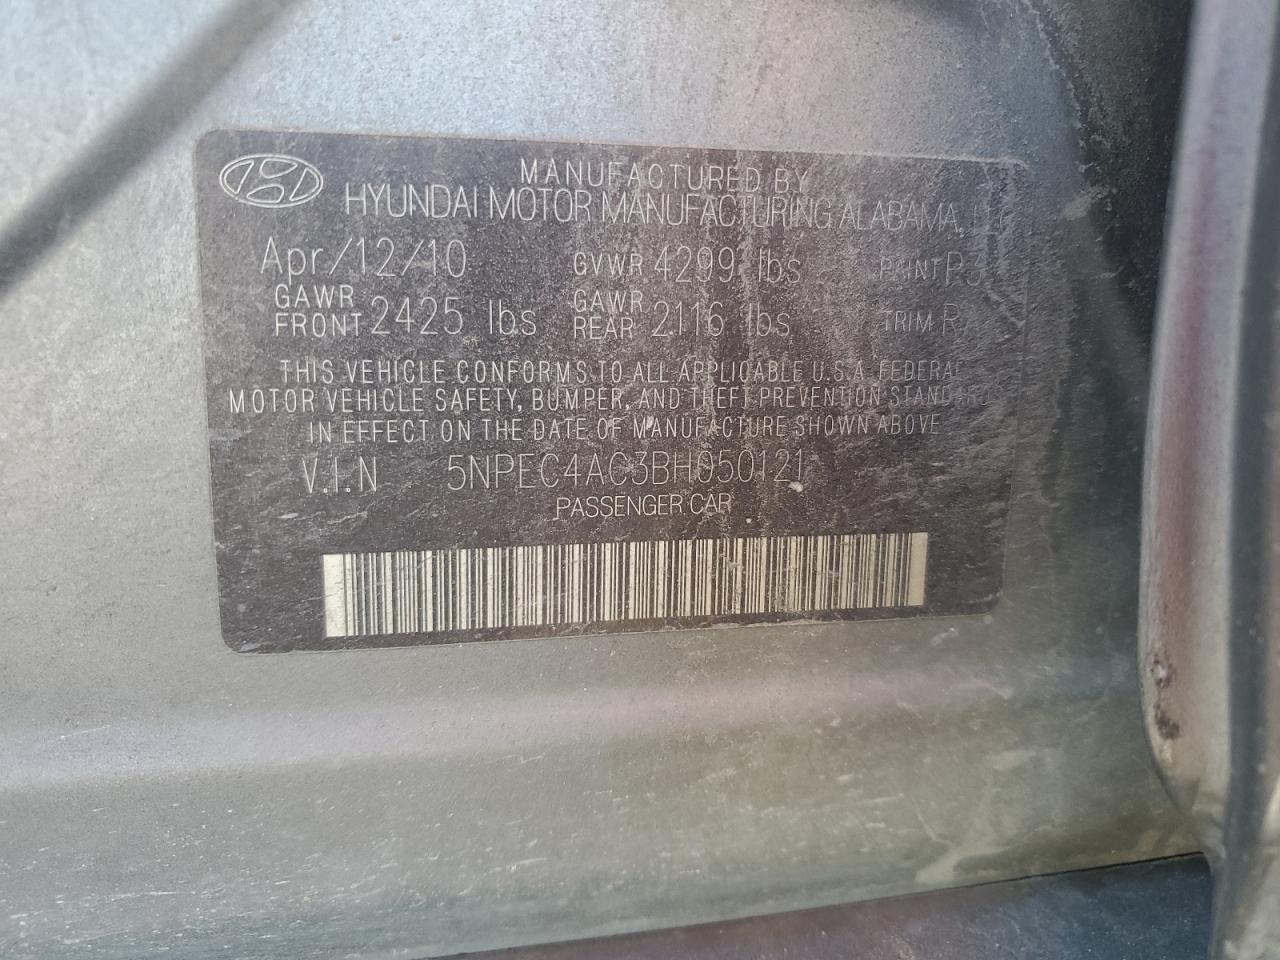 MANUFACTURED BY
HYUNDAI MOTOR MANUFACTURING ALABAMA,
Apr/12/10 GVWR 4299 lbs PAINT
GAWR FRONT 2425 lbs GAWR REAR 2116 lbs TRIM
THIS VEHICLE CONFORMS TO ALL APPLICABLE U.S.A. FEDERAL
MOTOR VEHICLE SAFETY, BUMPER, AND THEFT PREVENTION STANDARDS
IN EFFECT ON THE DATE OF MANUFACTURE SHOWN ABOVE
V.I.N 5NPEC4AC3BH050121
PASSENGER CAR